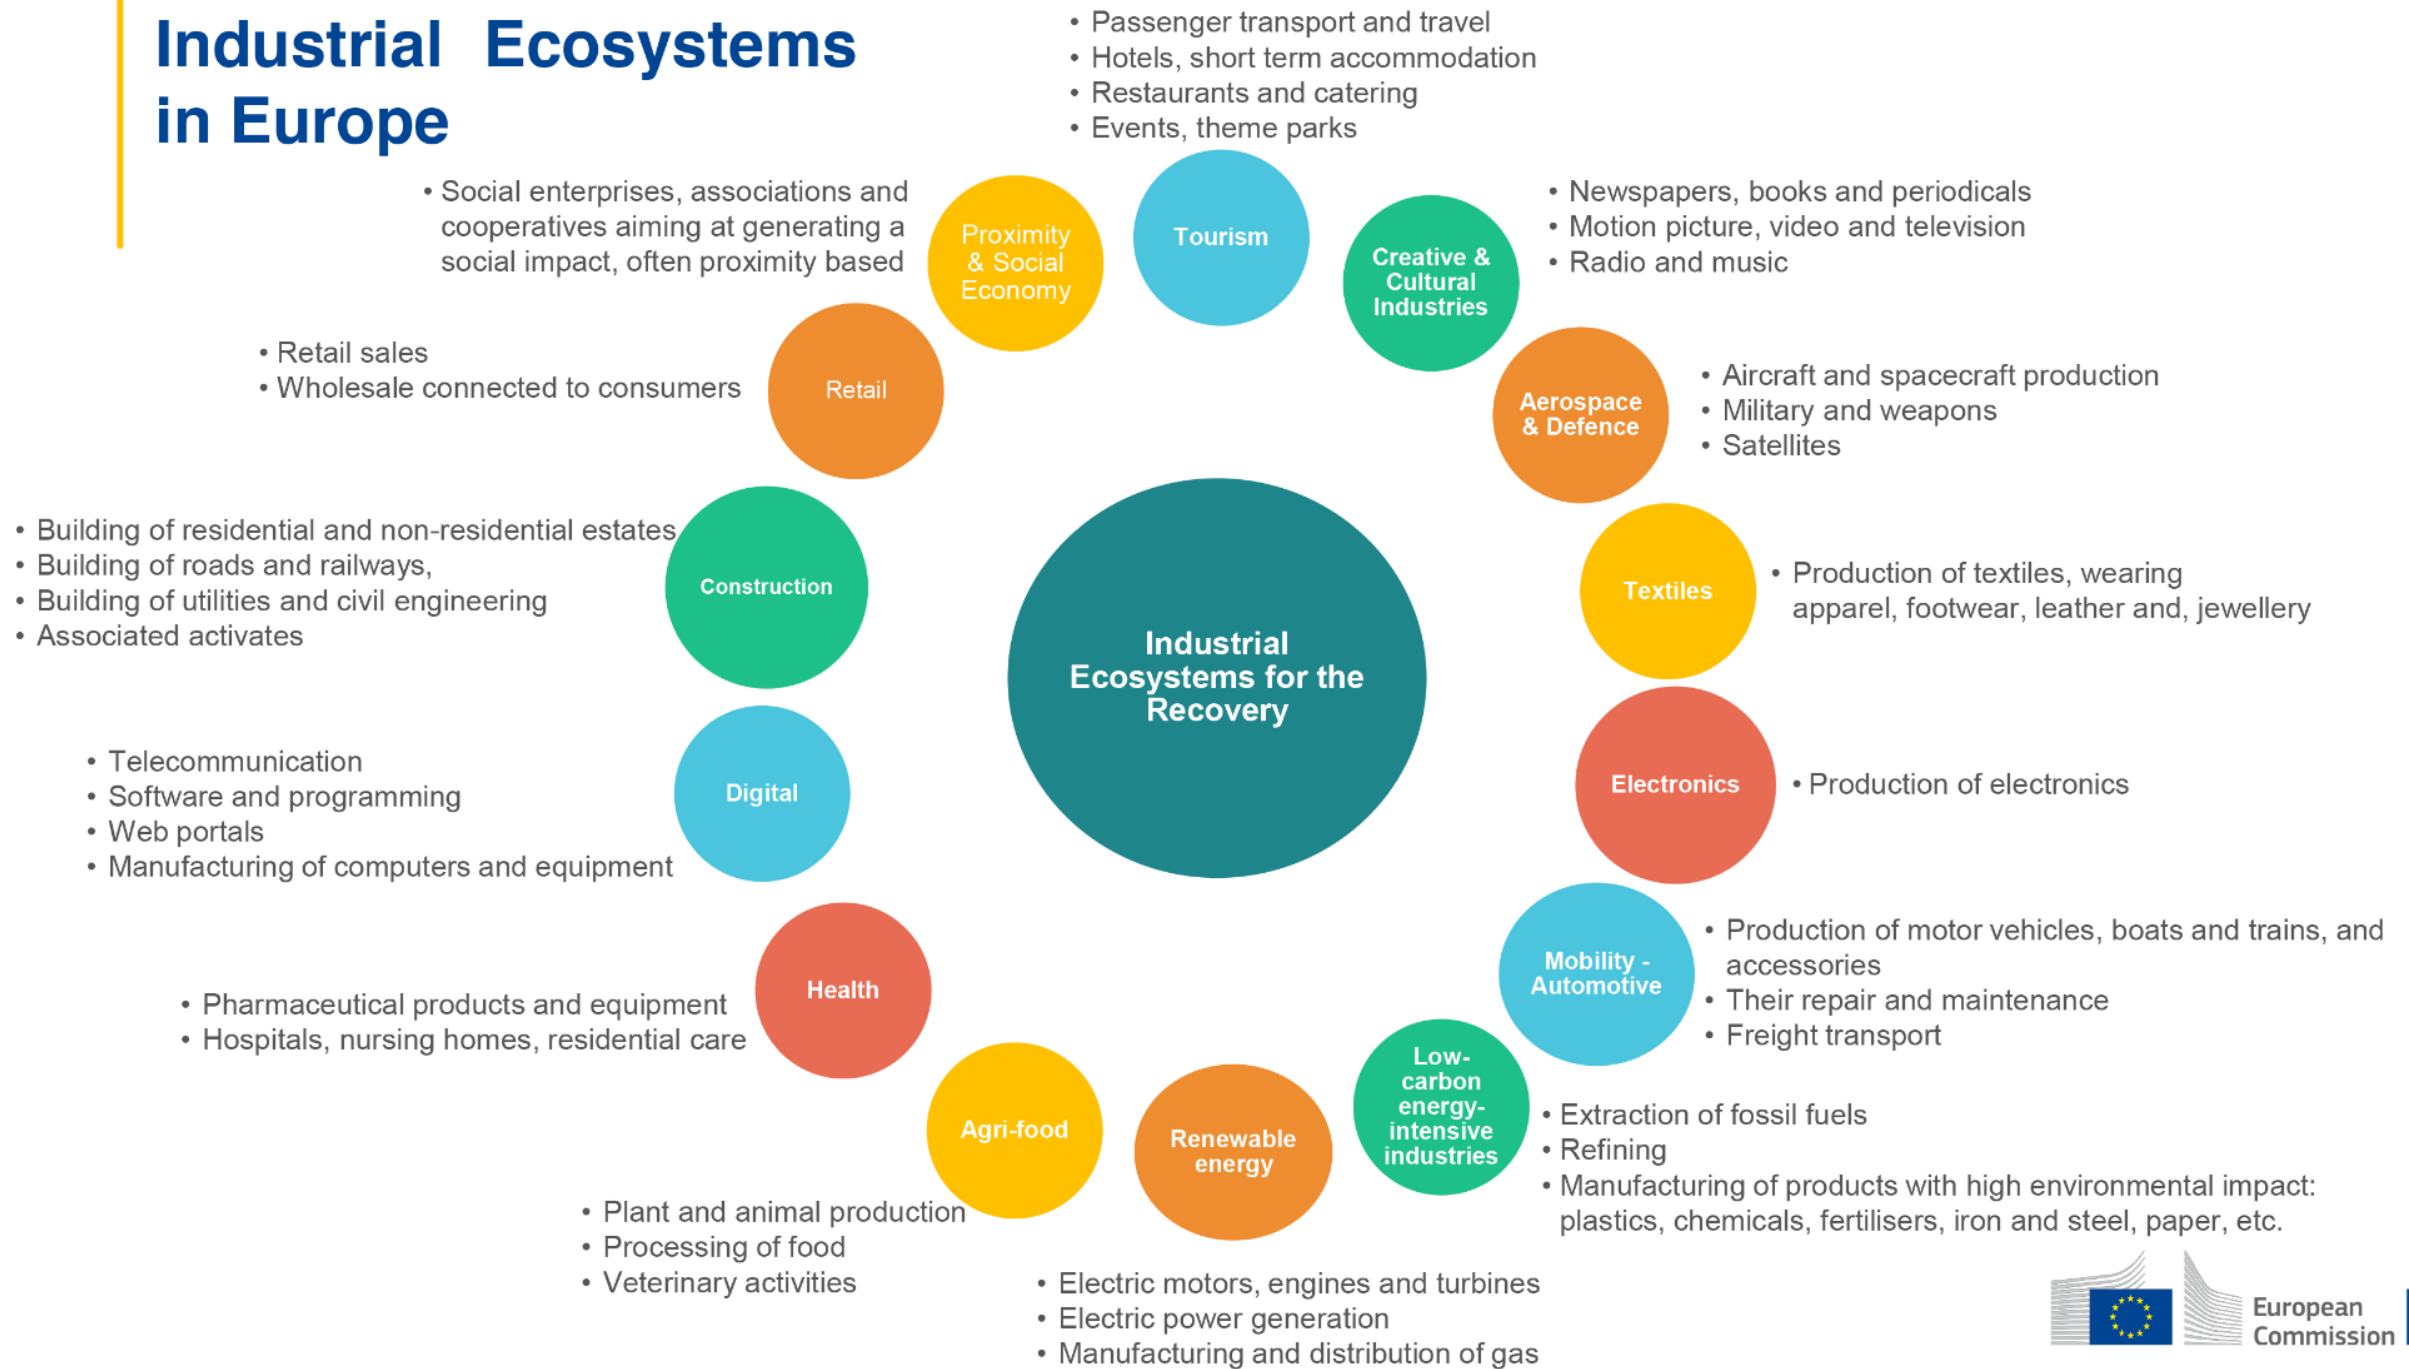 Industrial Ecosystems
in Europe
• Passenger transport and travel
• Hotels, short term accommodation
• Restaurants and catering
• Events, theme parks
Tourism
• Social enterprises, associations and
cooperatives aiming at generating a
social impact, often proximity based
Proximity
& Social
Economy
Creative &
Cultural
Industries
• Newspapers, books and periodicals
• Motion picture, video and television
• Radio and music
• Retail sales
• Wholesale connected to consumers
Retail
Aerospace
& Defence
• Aircraft and spacecraft production
• Military and weapons
• Satellites
• Building of residential and non-residential estates
• Building of roads and railways,
• Building of utilities and civil engineering
• Associated activates
Construction
Textiles
• Production of textiles, wearing
apparel, footwear, leather and, jewellery
Industrial
Ecosystems for the
Recovery
• Telecommunication
• Software and programming
• Web portals
• Manufacturing of computers and equipment
Digital
Electronics
• Production of electronics
• Pharmaceutical products and equipment
• Hospitals, nursing homes, residential care
Health
Mobility -
Automotive
• Production of motor vehicles, boats and trains, and
accessories
• Their repair and maintenance
• Freight transport
Agri-food
• Plant and animal production
• Processing of food
• Veterinary activities
Renewable
energy
• Electric motors, engines and turbines
• Electric power generation
• Manufacturing and distribution of gas
Low-
carbon
energy-
intensive
industries
• Extraction of fossil fuels
• Refining
• Manufacturing of products with high environmental impact:
plastics, chemicals, fertilisers, iron and steel, paper, etc.
European
Commission